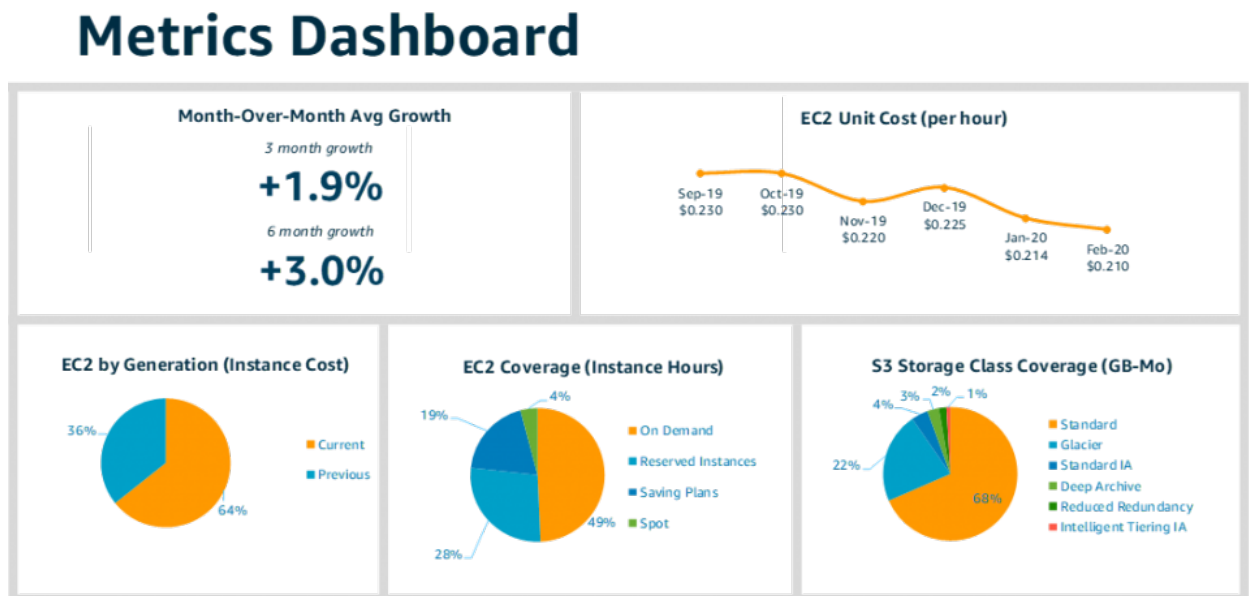 Metrics Dashboard
Month-Over-Month Avg Growth
3 month growth
+1.9%
6 month growth
+3.0%
EC2 Unit Cost (per hour)
Sep-19
$0.230
Oct-19
$0.230
Nov-19
$0.220
Dec-19
$0.225
Jan-20
$0.214
Feb-20
$0.210
EC2 by Generation (Instance Cost)
36%
64%
Current
Previous
EC2 Coverage (Instance Hours)
4%
19%
28%
49%
On Demand
Reserved Instances
Saving Plans
Spot
S3 Storage Class Coverage (GB-Mo)
1%
2%
3%
4%
22%
68%
Standard
Glacier
Standard IA
Deep Archive
Reduced Redundancy
Intelligent Tiering IA